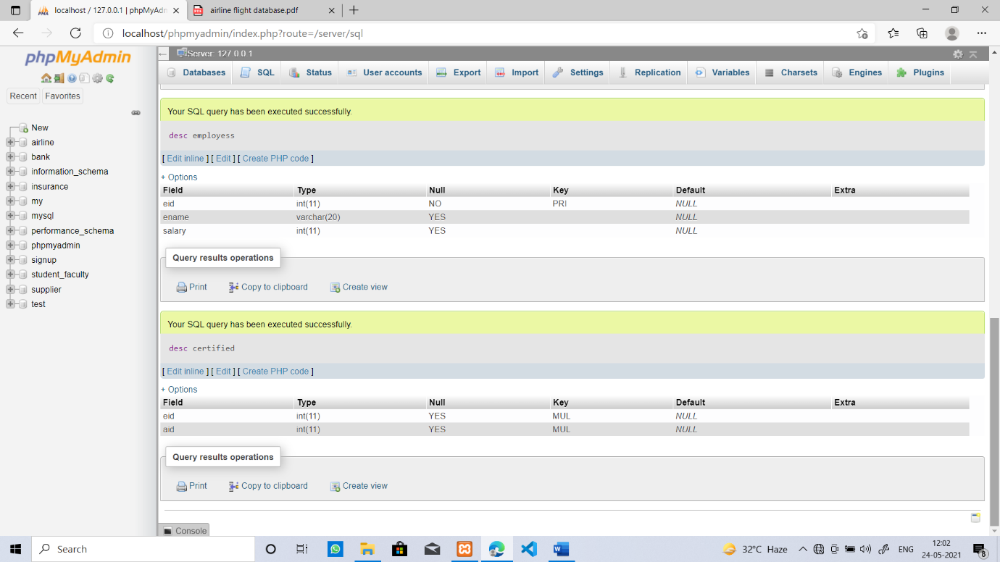 localhost / 127.0.0.1 | phpMyAdn
airline flight database.pdf
localhost/phpmyadmin/index.php?route=/server/sql
phpMyAdmin
Recent Favorites
New
airline
bank
information_schema
insurance
my
mysql
performance_schema
phpmyadmin
signup
student_faculty
supplier
test
Server: 127.0.0.1
Databases SQL Status User accounts Export Import Settings Replication Variables Charsets Engines Plugins
Your SQL query has been executed successfully.
desc employess
[ Edit inline ] [ Edit ] [ Create PHP code ]
+ Options
Field Type Null Key Default Extra
eid int(11) NO PRI NULL
ename varchar(20) YES NULL
salary int(11) YES NULL
Query results operations
Print Copy to clipboard Create view
Your SQL query has been executed successfully.
desc certified
[ Edit inline ] [ Edit ] [ Create PHP code ]
+ Options
Field Type Null Key Default Extra
eid int(11) YES MUL NULL
aid int(11) YES MUL NULL
Query results operations
Print Copy to clipboard Create view
Console
Search
32°C Haze
ENG
12:02
24-05-2021
8